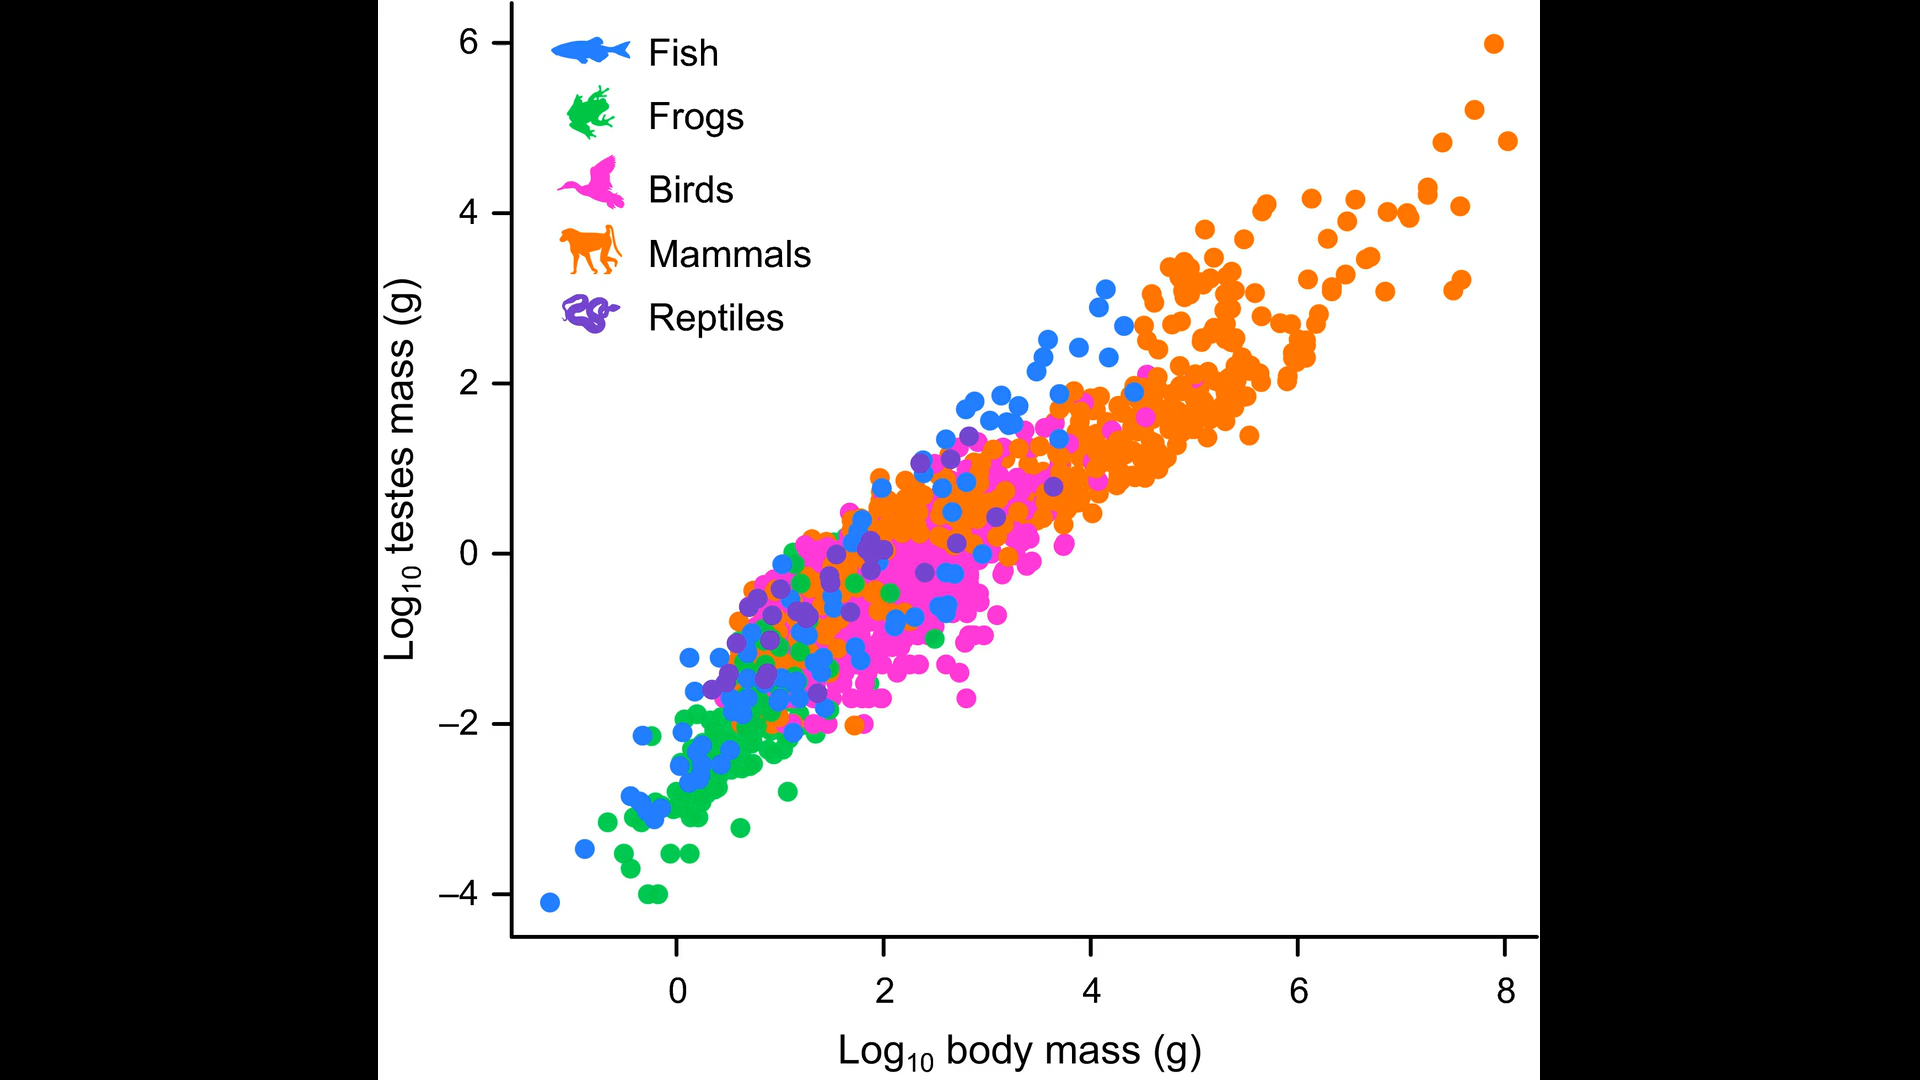 6
4
2
0
–2
–4
Log10 testes mass (g)
Fish
Frogs
Birds
Mammals
Reptiles
0 2 4 6 8
Log10 body mass (g)